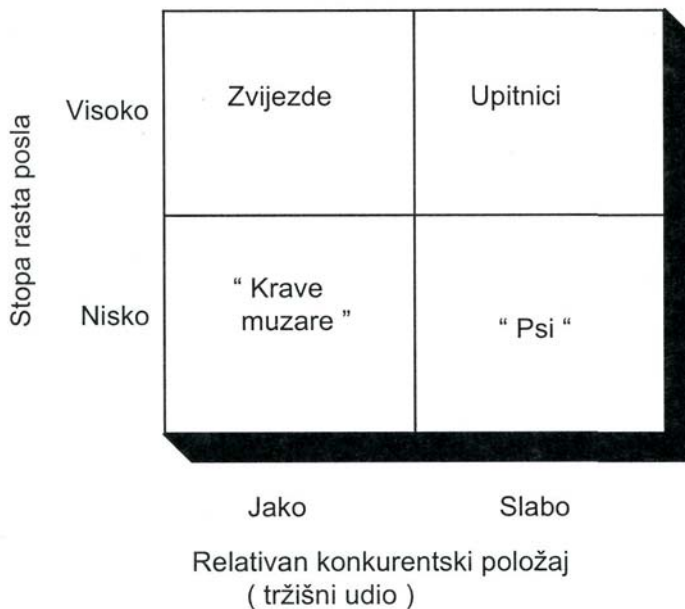 Stopa rasta posla
Visoko
Zvijezde
Upitnici
Nisko
“ Krave
muzare ”
“ Psi “
Jako
Slabo
Relativan konkurentski položaj
( tržišni udio )